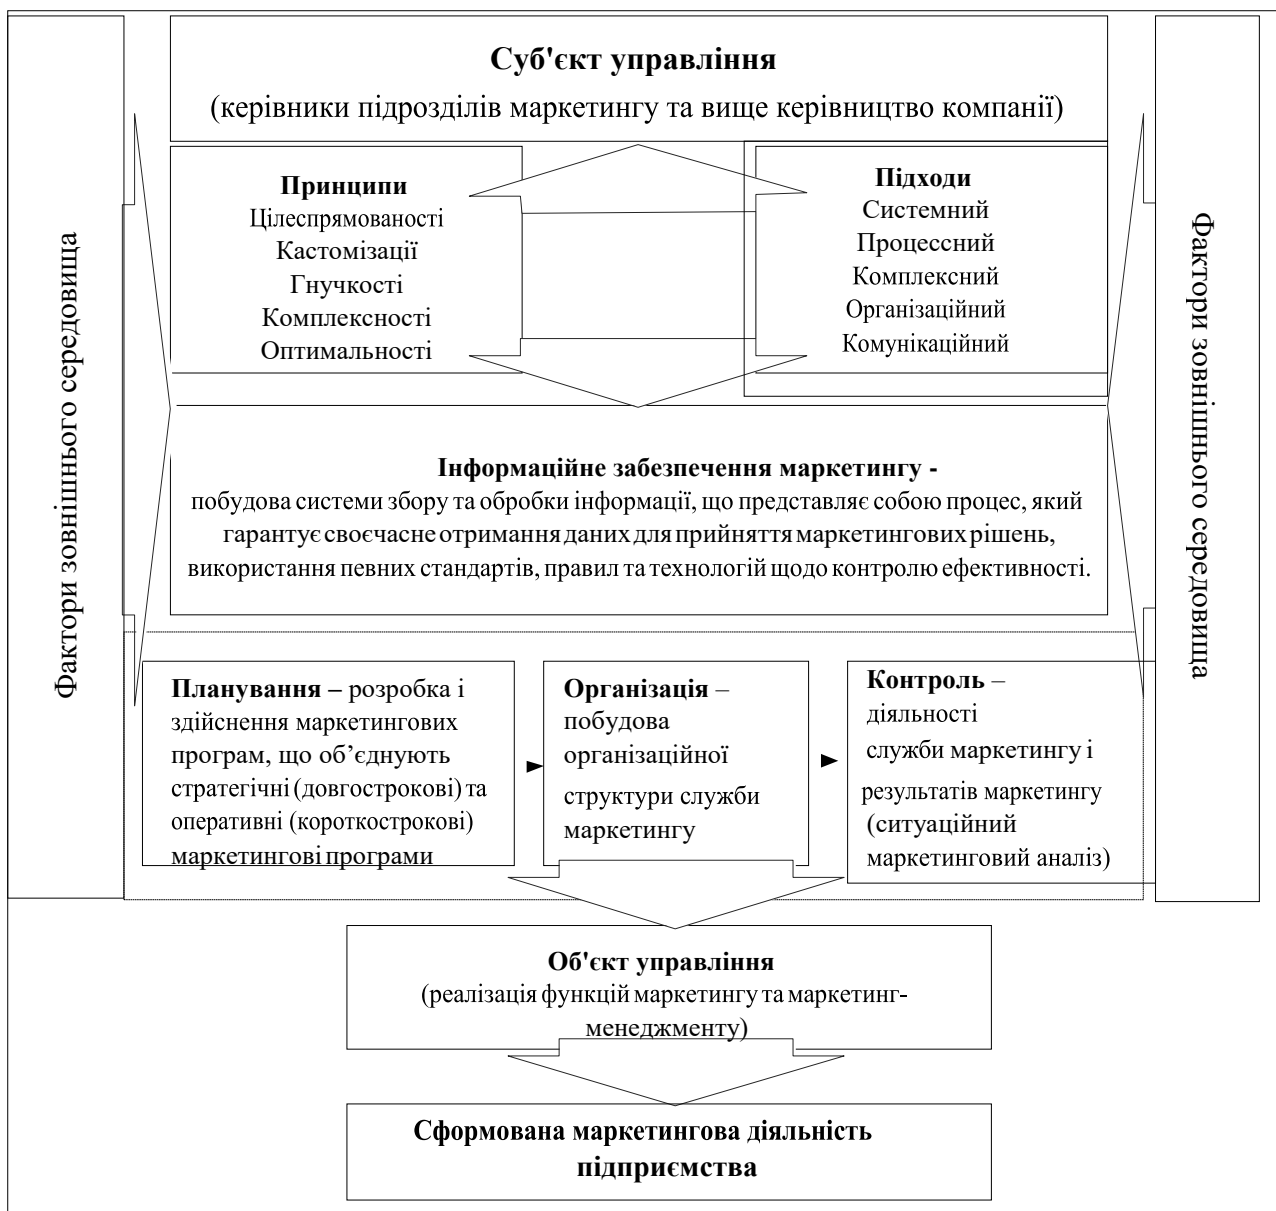 Суб'єкт управління
(керівники підрозділів маркетингу та вище керівництво компанії)
Фактори зовнішнього середовища
Принципи
Цілеспрямованості
Кастомізації
Гнучкості
Комплексності
Оптимальності
Підходи
Системний
Процессний
Комплексний
Організаційний
Комунікаційний
Фактори зовнішнього середовища
Інформаційне забезпечення маркетингу -
побудова системи збору та обробки інформації, що представляє собою процес, який
гарантує своєчасне отримання даних для прийняття маркетингових рішень,
використання певних стандартів, правил та технологій щодо контролю ефективності.
Планування – розробка і
здійснення маркетингових
програм, що об’єднують
стратегічні (довгострокові) та
оперативні (короткострокові)
маркетингові програми
Організація –
побудова
організаційної
структури служби
маркетингу
Контроль –
діяльності
служби маркетингу і
результатів маркетингу
(ситуаційний
маркетинговий аналіз)
Об'єкт управління
(реалізація функцій маркетингу та маркетинг-
менеджменту)
Сформована маркетингова діяльність
підприємства